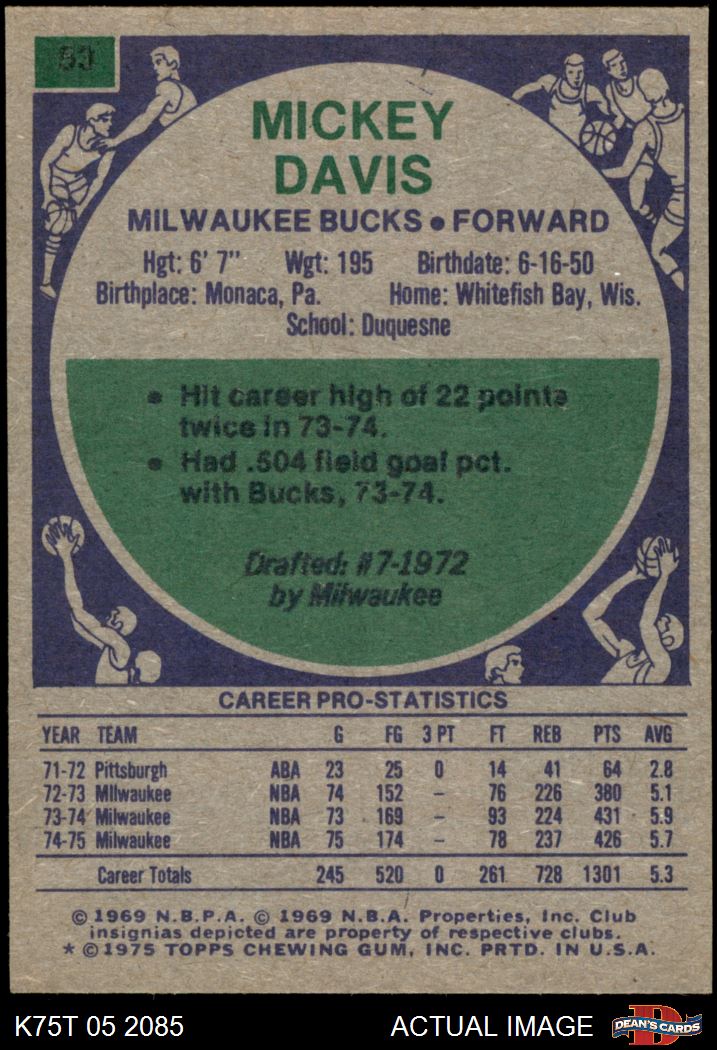 53
MICKEY
DAVIS
MILWAUKEE BUCKS • FORWARD
Hgt: 6' 7" Wgt: 195 Birthdate: 6-16-50
Birthplace: Monaca, Pa. Home: Whitefish Bay, Wis.
School: Duquesne
• Hit career high of 22 points
twice in 73-74.
• Had .504 field goal pct.
with Bucks, 73-74.
Drafted: #7-1972
by Milwaukee
CAREER PRO-STATISTICS
YEAR TEAM G FG 3 PT FT REB PTS AVG
71-72 Pittsburgh ABA 23 25 0 14 41 64 2.8
72-73 Milwaukee NBA 74 152 – 76 226 380 5.1
73-74 Milwaukee NBA 73 169 – 93 224 431 5.9
74-75 Milwaukee NBA 75 174 – 78 237 426 5.7
Career Totals 245 520 0 261 728 1301 5.3
© 1969 N.B.P.A. © 1969 N.B.A. Properties, Inc. Club
insignias depicted are property of respective clubs.
* © 1975 TOPPS CHEWING GUM, INC. PRTD. IN U.S.A.
K75T 05 2085 ACTUAL IMAGE DEAN'S CARDS